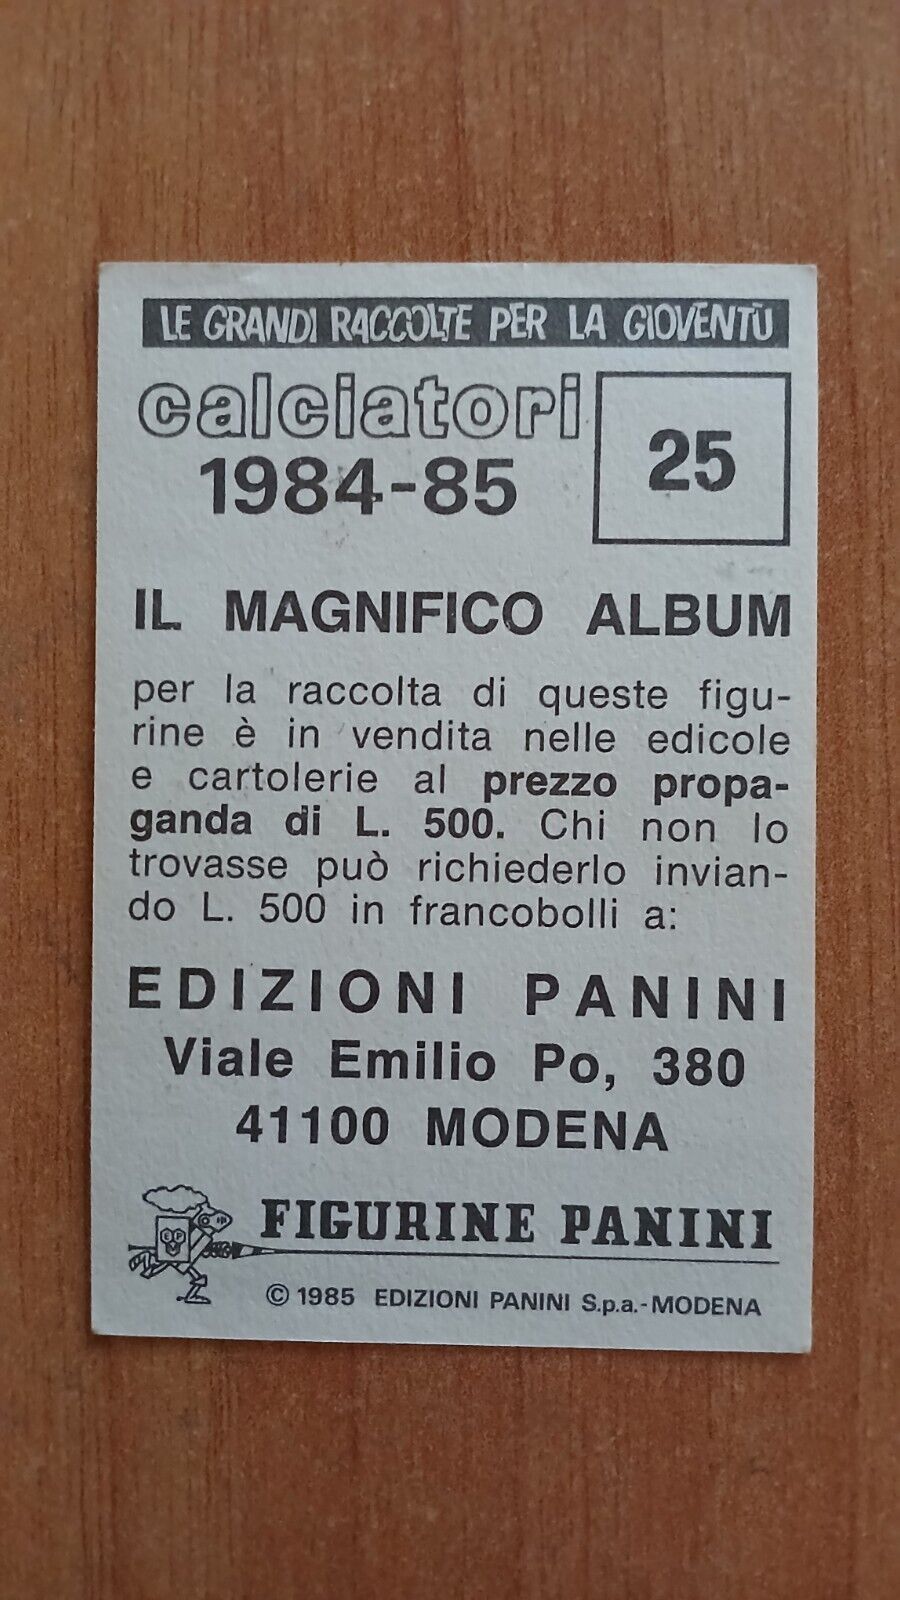 LE GRANDI RACCOLTE PER LA GIOVENTÙ
calciatori
1984-85
25
IL MAGNIFICO ALBUM
per la raccolta di queste figu-
rine è in vendita nelle edicole
e cartolerie al prezzo propa-
ganda di L. 500. Chi non lo
trovasse può richiederlo invian-
do L. 500 in francobolli a:
EDIZIONI PANINI
Viale Emilio Po, 380
41100 MODENA
FIGURINE PANINI
© 1985 EDIZIONI PANINI S.p.a.-MODENA